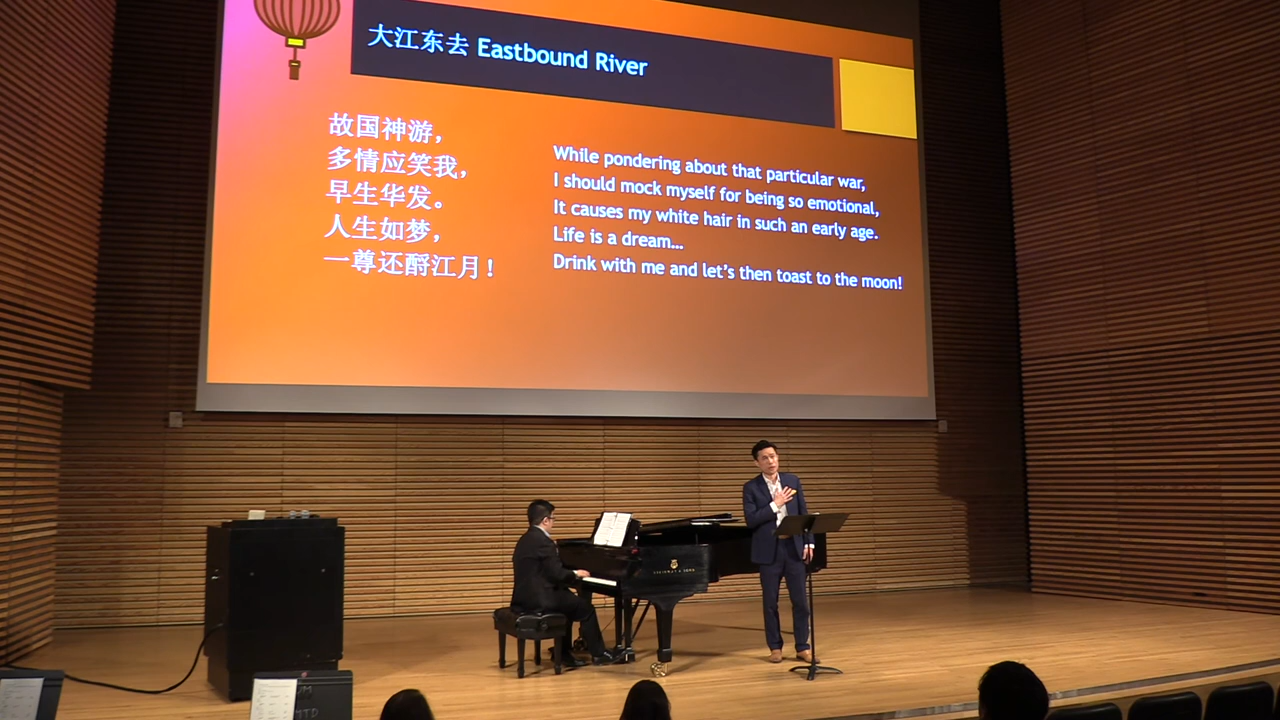 大江东去 Eastbound River
故国神游，
多情应笑我，
早生华发。
人生如梦，
一尊还酹江月！
While pondering about that particular war,
I should mock myself for being so emotional,
It causes my white hair in such an early age.
Life is a dream…
Drink with me and let’s then toast to the moon!
STEINWAY & SONS